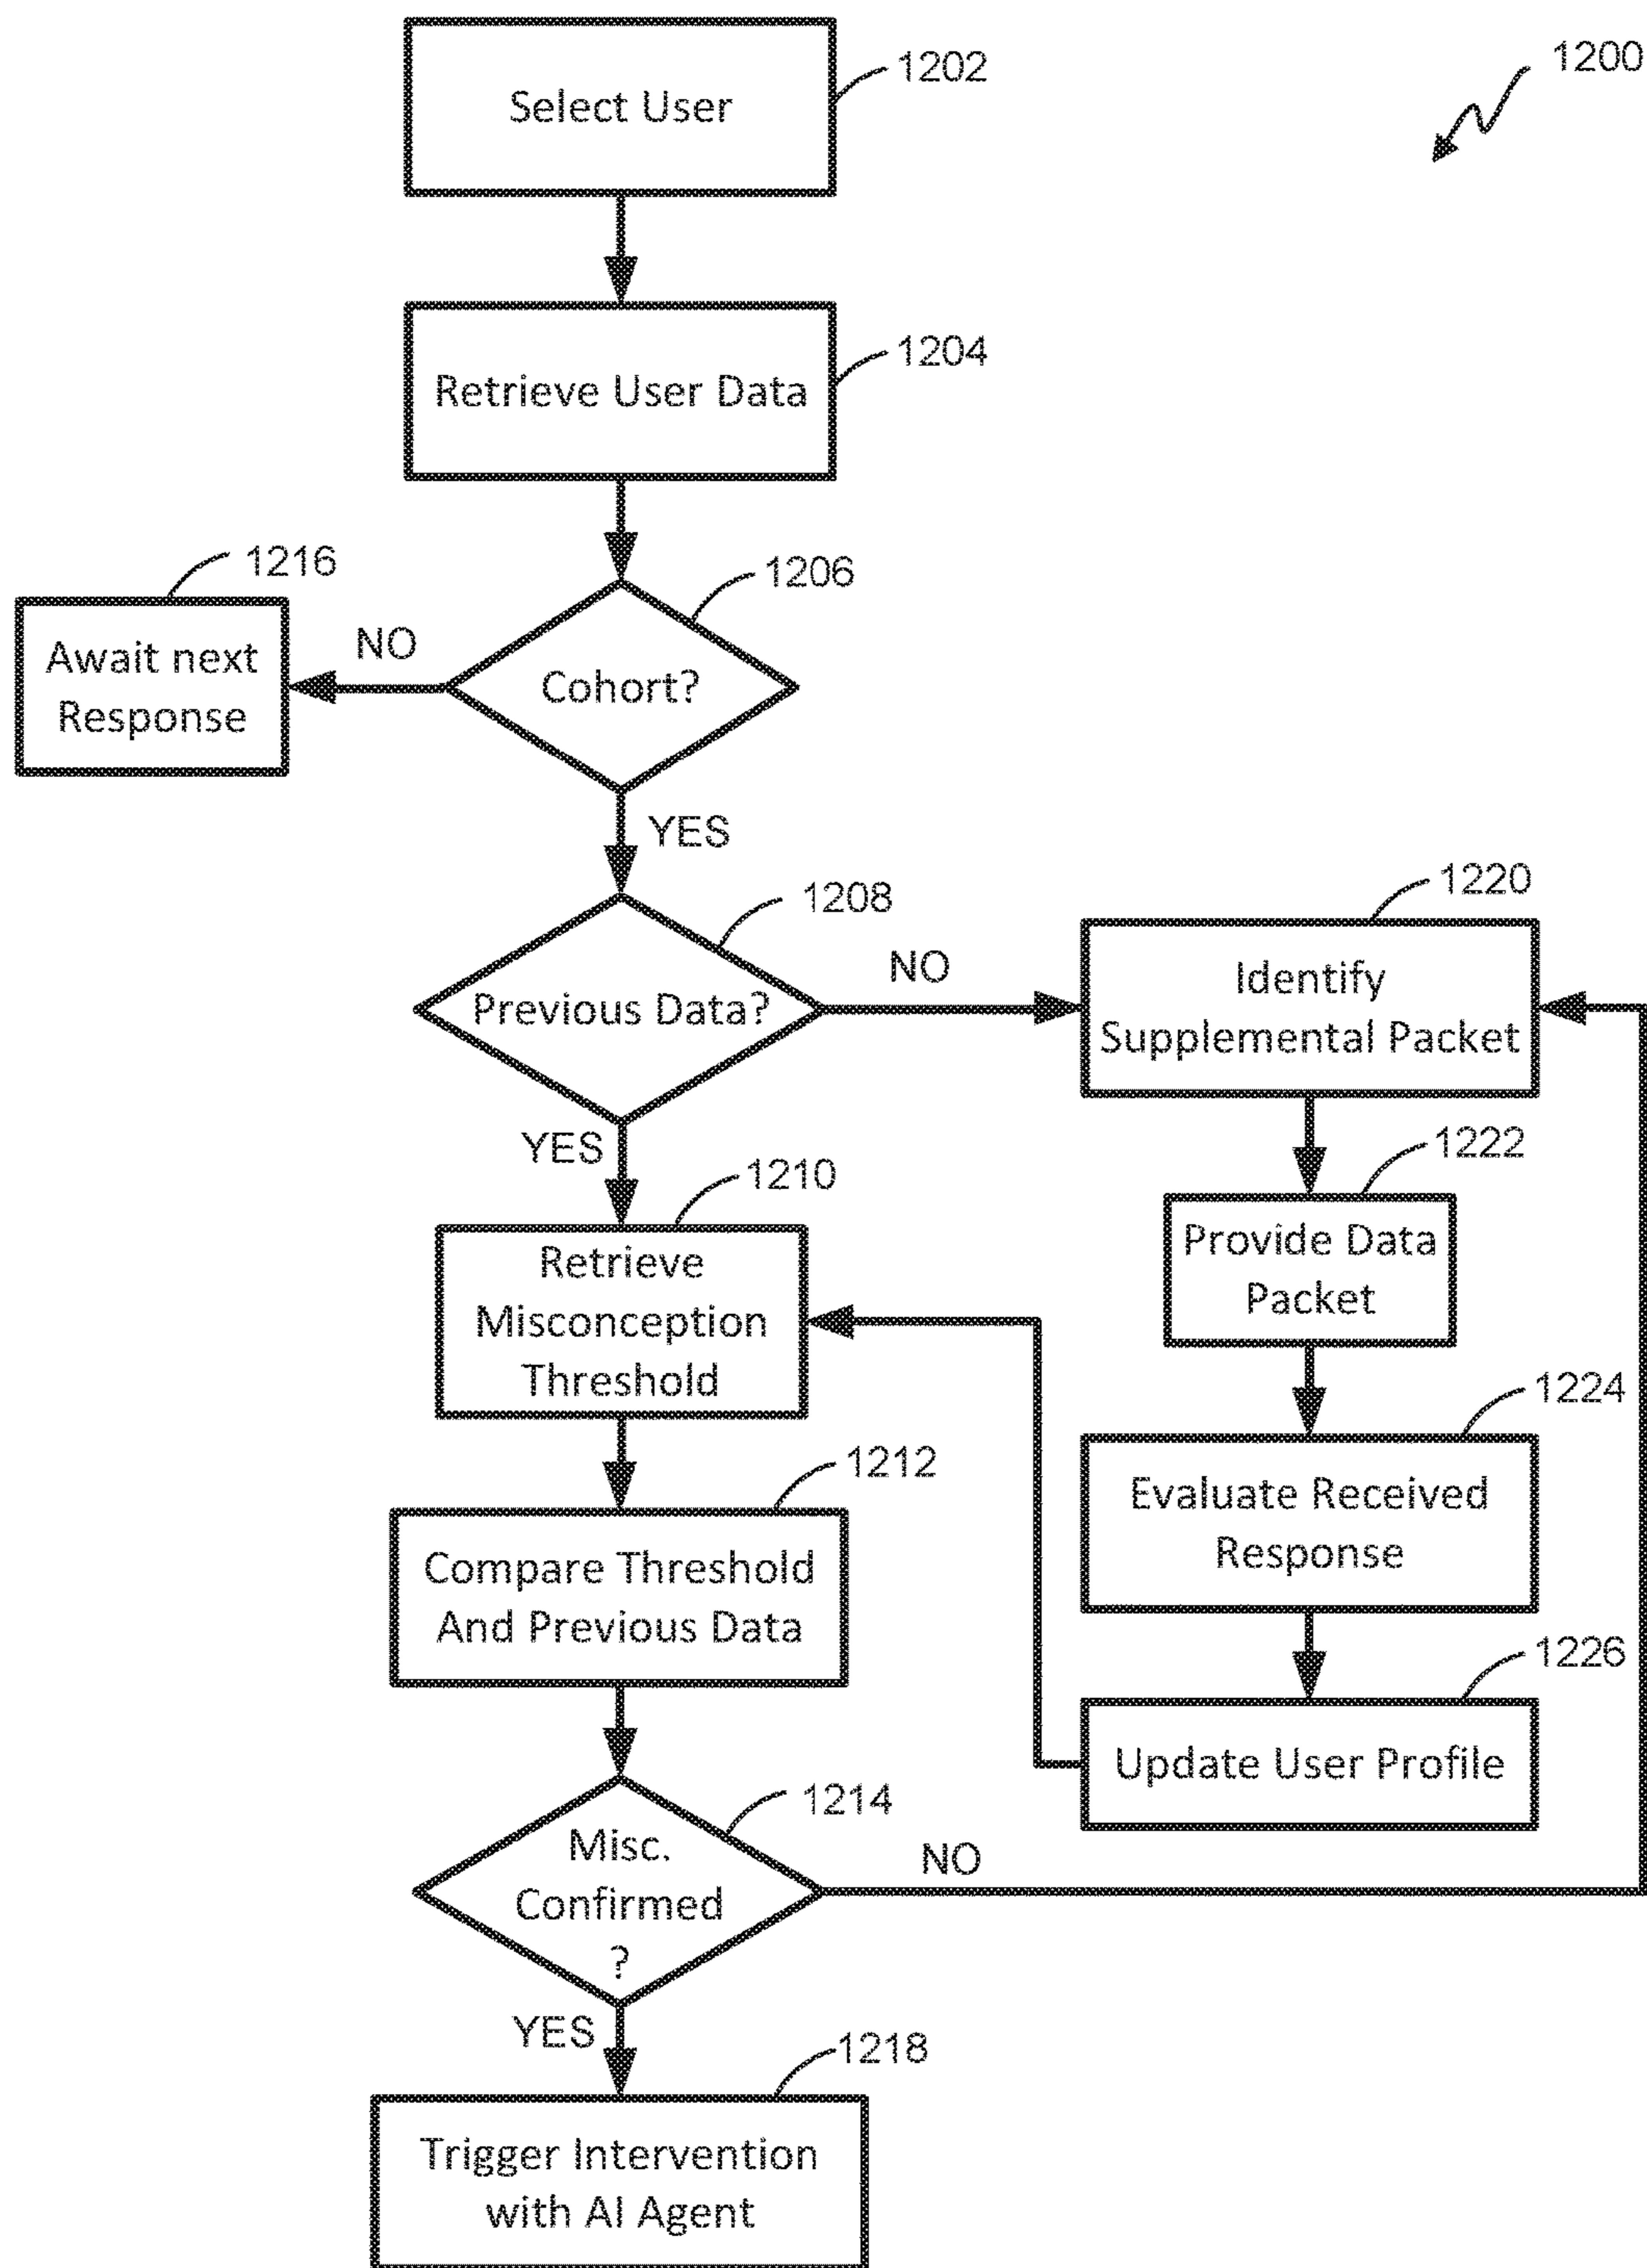 1200
1202
Select User
1204
Retrieve User Data
1216
Await next
Response
NO
1206
Cohort?
YES
1208
Previous Data?
NO
1220
Identify
Supplemental Packet
YES
1210
Retrieve
Misconception
Threshold
1222
Provide Data
Packet
1212
Compare Threshold
And Previous Data
1224
Evaluate Received
Response
1226
Update User Profile
1214
Misc.
Confirmed
?
NO
YES
1218
Trigger Intervention
with AI Agent